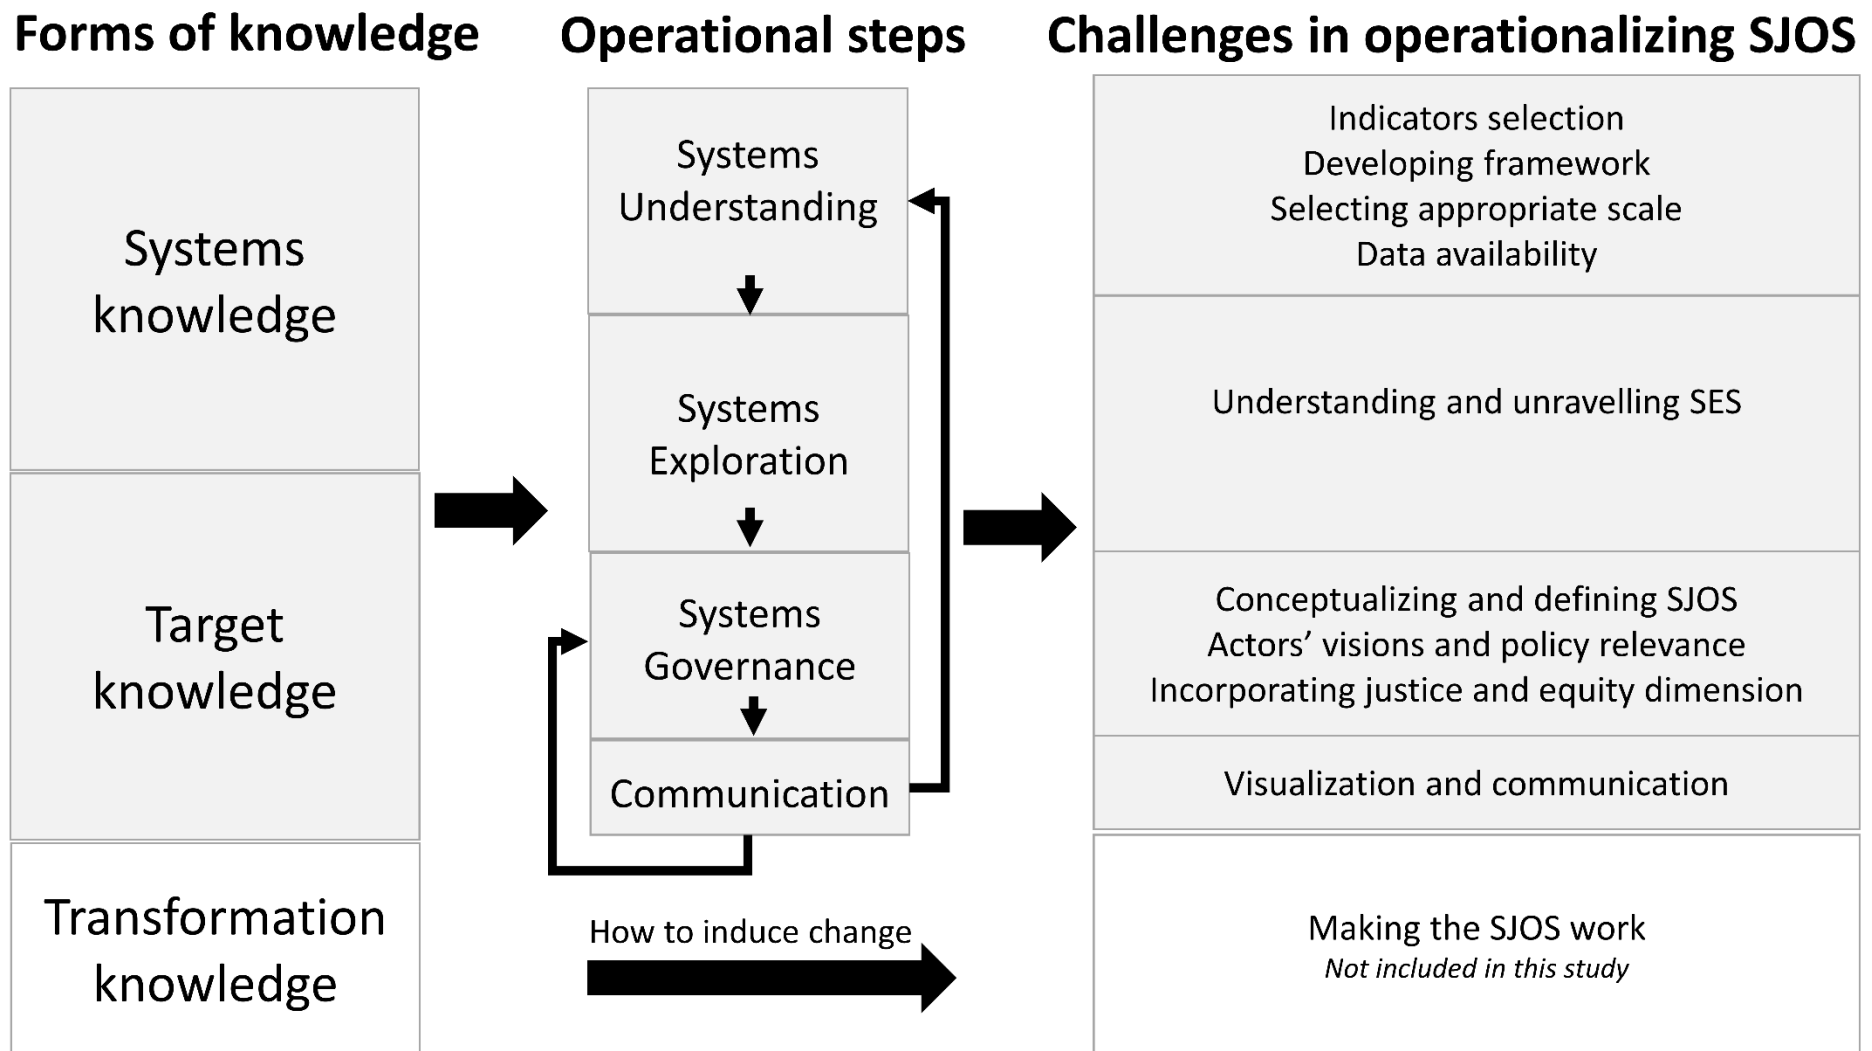 Forms of knowledge
Operational steps
Challenges in operationalizing SJOS
Systems
knowledge
Target
knowledge
Transformation
knowledge
Systems
Understanding
Systems
Exploration
Systems
Governance
Communication
How to induce change
Indicators selection
Developing framework
Selecting appropriate scale
Data availability
Understanding and unravelling SES
Conceptualizing and defining SJOS
Actors’ visions and policy relevance
Incorporating justice and equity dimension
Visualization and communication
Making the SJOS work
Not included in this study